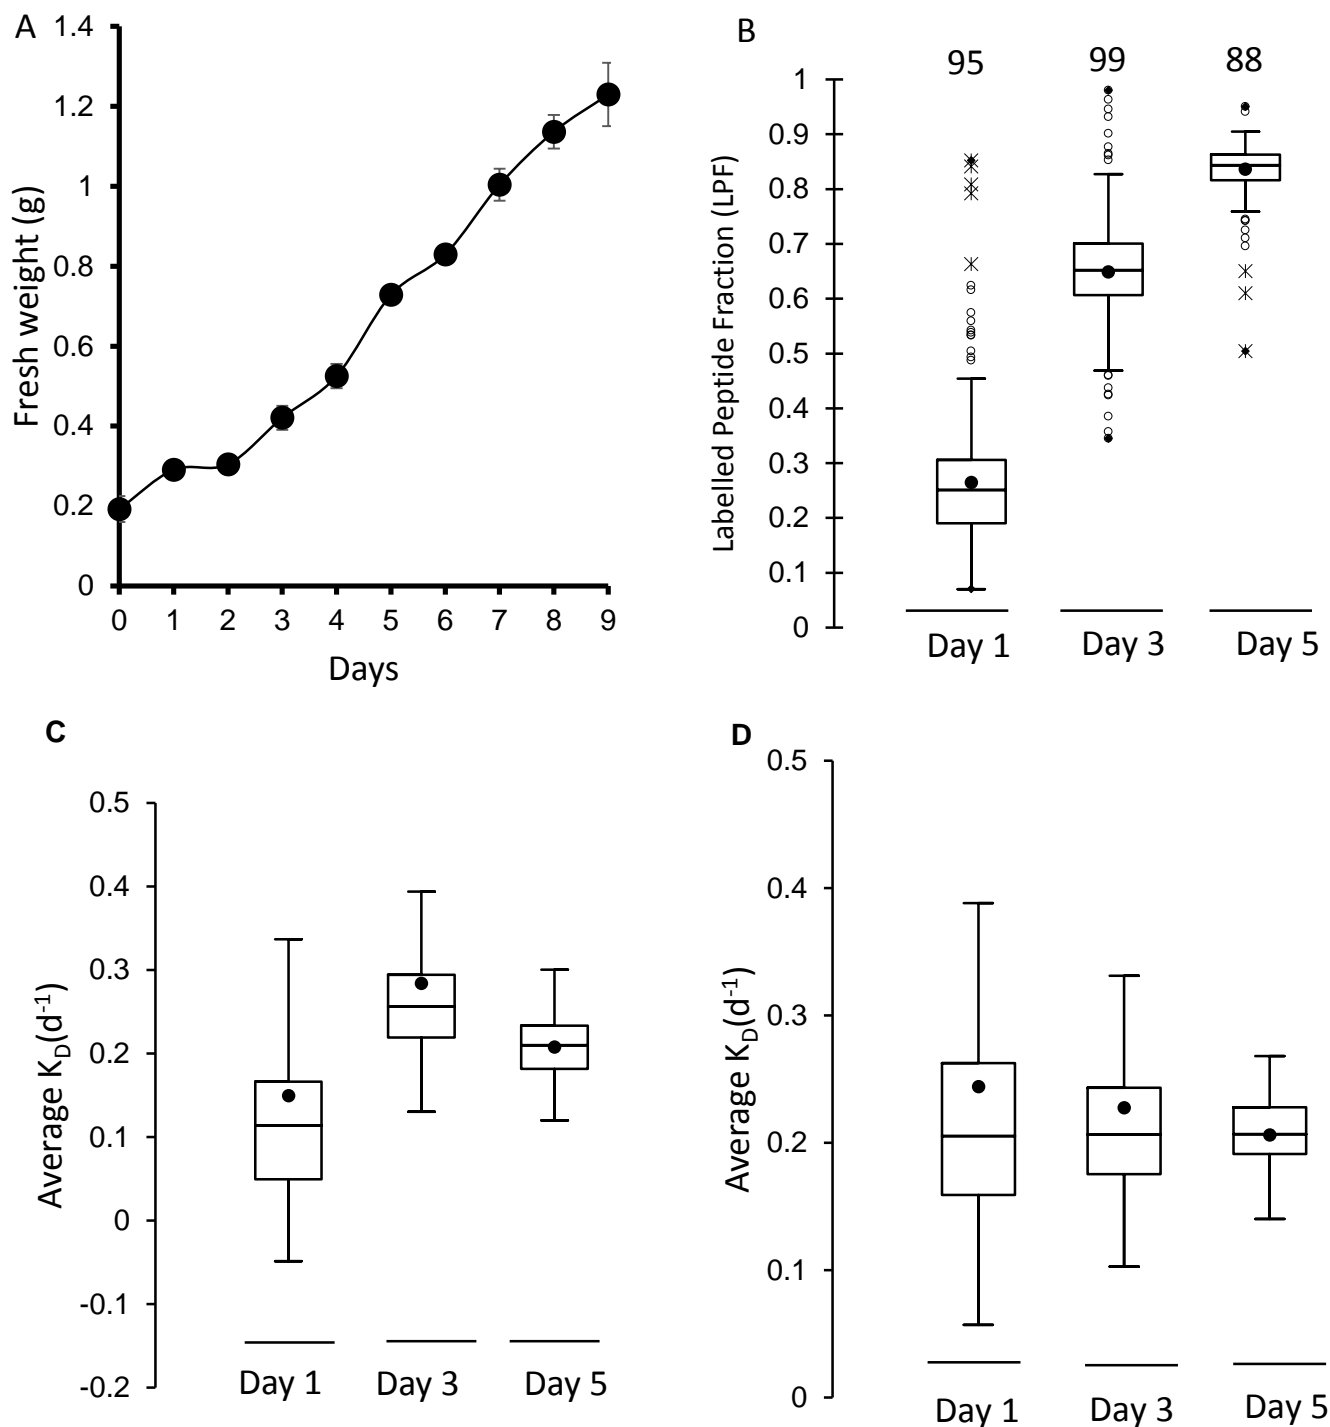 A
Fresh weight (g)
1.4
1.2
1
0.8
0.6
0.4
0.2
0
0 1 2 3 4 5 6 7 8 9
Days
B
95 99 88
Labelled Peptide Fraction (LPF)
1
0.9
0.8
0.7
0.6
0.5
0.4
0.3
0.2
0.1
0
Day 1 Day 3 Day 5
C
Average K_D(d^-1)
0.5
0.4
0.3
0.2
0.1
0
-0.1
-0.2
Day 1 Day 3 Day 5
D
Average K_D(d^-1)
0.5
0.4
0.3
0.2
0.1
0
Day 1 Day 3 Day 5